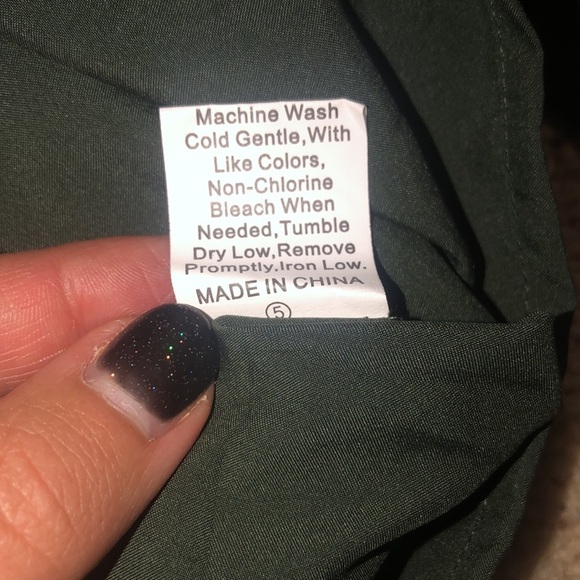 Machine Wash
Cold Gentle,With
Like Colors,
Non-Chlorine
Bleach When
Needed,Tumble
Dry Low,Remove
Promptly.Iron Low.
MADE IN CHINA
5